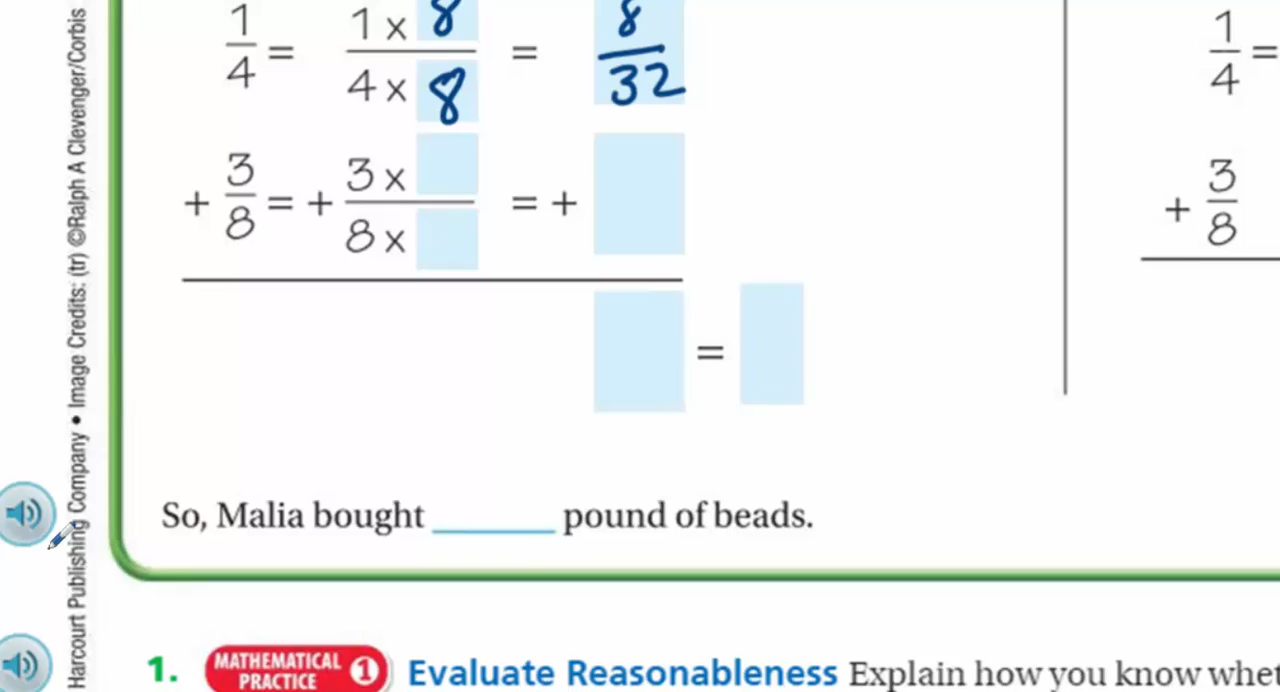 1/4 = 1 x 8 / 4 x 8 = 8/32
+ 3/8 = + 3 x / 8 x = +
=
So, Malia bought ______ pound of beads.
1. MATHEMATICAL PRACTICE 1 Evaluate Reasonableness Explain how you know
1/4 =
+ 3/8
Harcourt Publishing Company • Image Credits: (tr) ©Ralph A Clevenger/Corbis